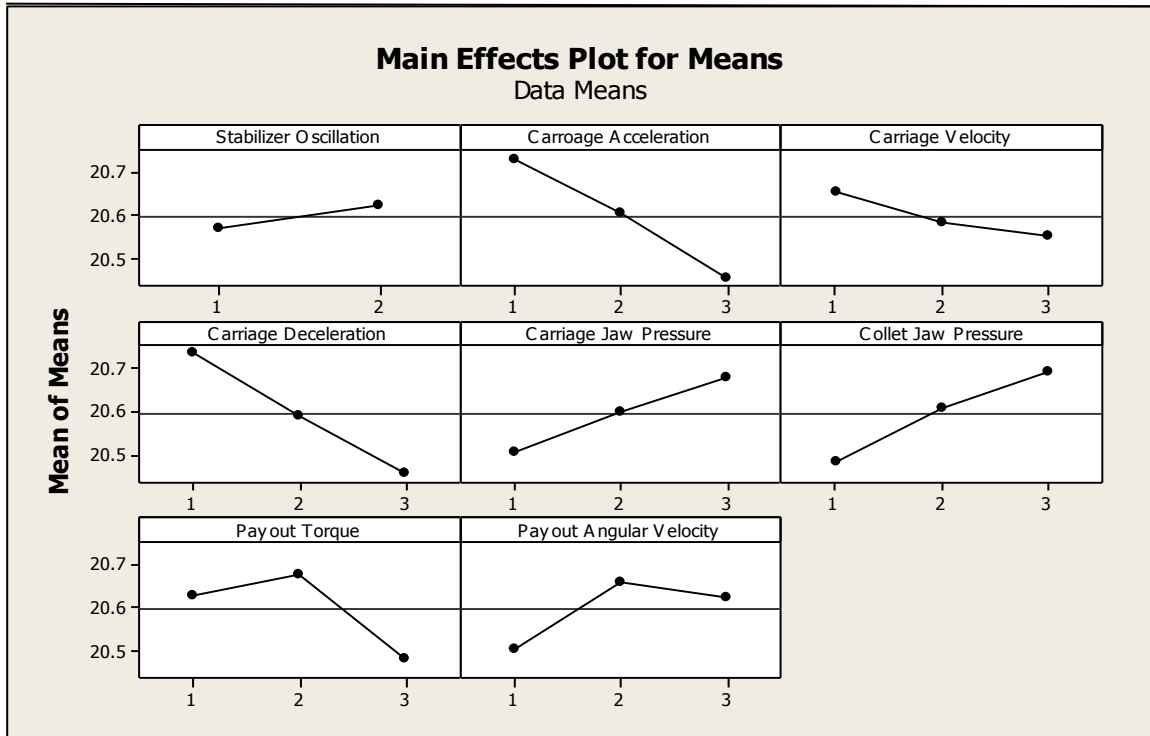 Main Effects Plot for Means
Data Means
Mean of Means
Stabilizer Oscillation Carroage Acceleration Carriage Velocity
20.7
20.6
20.5
1 2 1 2 3 1 2 3
Carriage Deceleration Carriage Jaw Pressure Collet Jaw Pressure
20.7
20.6
20.5
1 2 3 1 2 3 1 2 3
Payout Torque Payout Angular Velocity
20.7
20.6
20.5
1 2 3 1 2 3